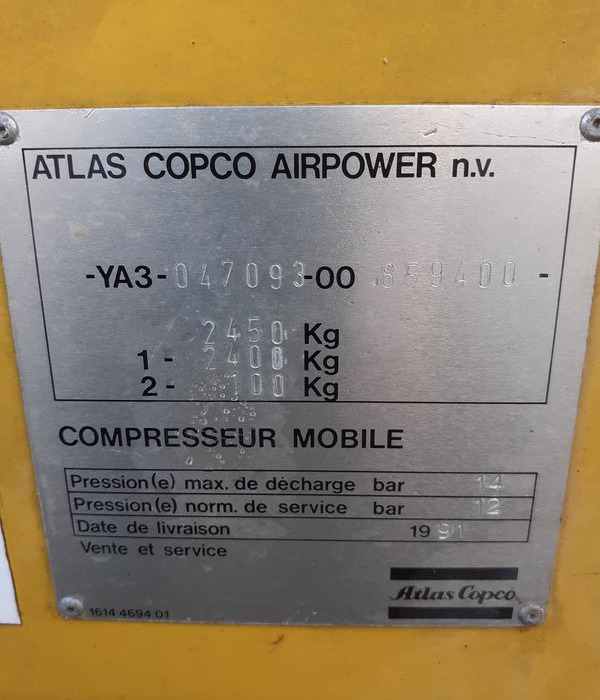 ATLAS COPCO AIRPOWER n.v.
-YA3-047093-00 859400 -
2450 Kg
1 - 2400 Kg
2 - 100 Kg
COMPRESSEUR MOBILE
Pression(e) max. de décharge bar 14
Pression(e) norm. de service bar 12
Date de livraison 1991
Vente et service
Atlas Copco
1614 4694 01